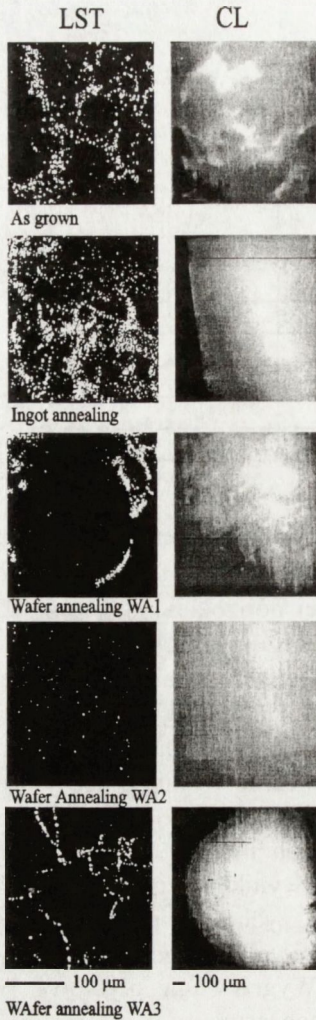 LST CL
As grown
Ingot annealing
Wafer annealing WA1
Wafer Annealing WA2
100 µm 100 µm
WAfer annealing WA3